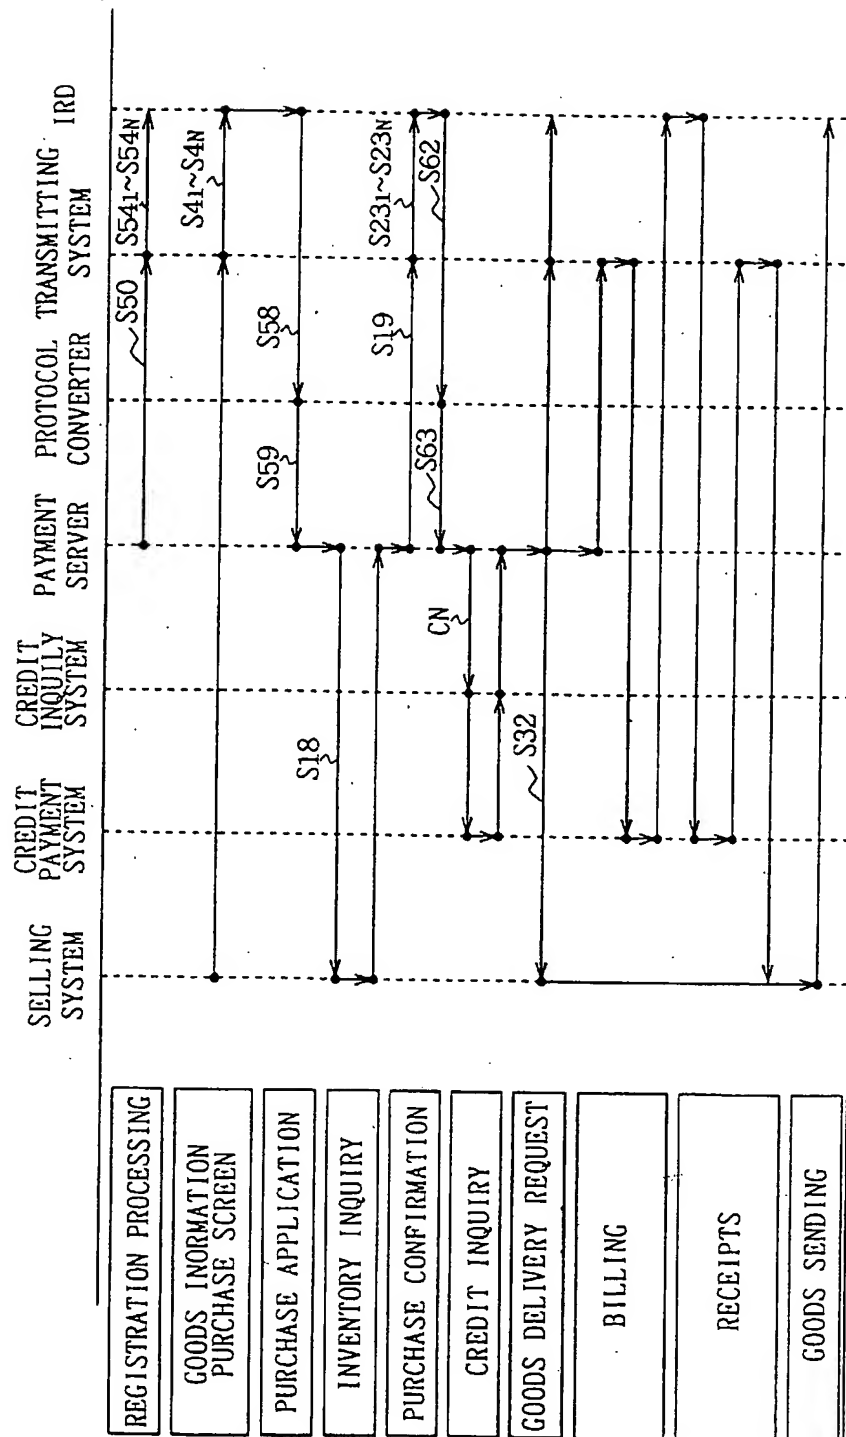 SELLING
SYSTEM
CREDIT
PAYMENT
SYSTEM
CREDIT
INQUILY
SYSTEM
PAYMENT
SERVER
PROTOCOL
CONVERTER
TRANSMITTING
SYSTEM
IRD
REGISTRATION PROCESSING
S50
S541~S54N
GOODS INORMATION
PURCHASE SCREEN
S41~S4N
PURCHASE APPLICATION
S59
S58
INVENTORY INQUIRY
S18
PURCHASE CONFIRMATION
S19
S231~S23N
S63
S62
CREDIT INQUIRY
CN
GOODS DELIVERY REQUEST
S32
BILLING
RECEIPTS
GOODS SENDING